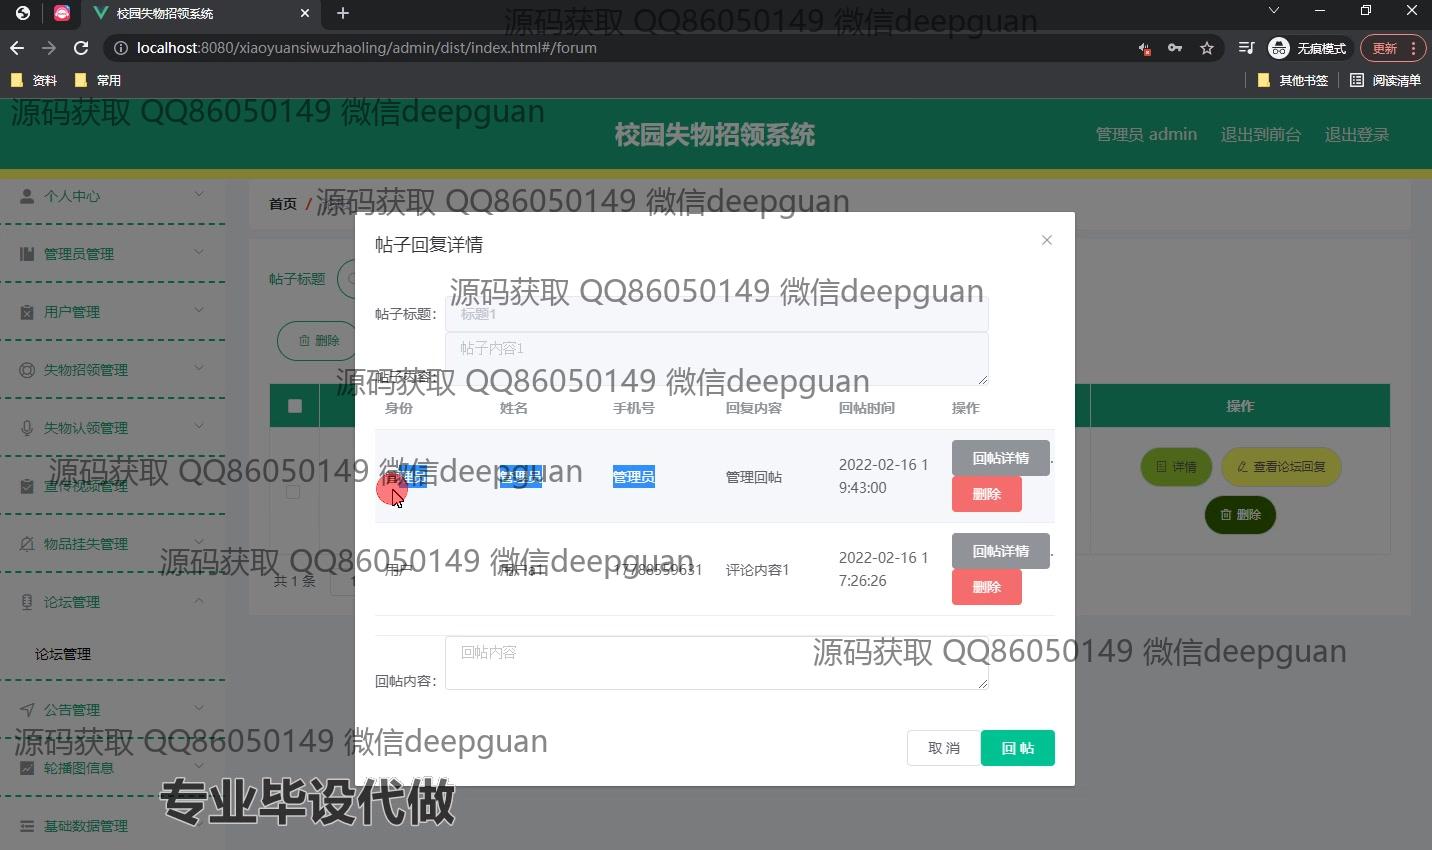 校园失物招领系统
源码获取 QQ86050149 微信deepguan
localhost:8080/xiaoyuansiwuzhaoling/admin/dist/index.html#/forum
无痕模式
更新
资料
常用
其他书签
阅读清单
源码获取 QQ86050149 微信deepguan
校园失物招领系统
管理员 admin
退出到前台
退出登录
个人中心
首页 /
源码获取 QQ86050149 微信deepguan
管理员管理
帖子回复详情
帖子标题
源码获取 QQ86050149 微信deepguan
用户管理
帖子标题:
标题1
删除
帖子内容1
失物招领管理
帖子内容:
源码获取 QQ86050149 微信deepguan
身份
姓名
手机号
回复内容
回帖时间
操作
操作
失物认领管理
源码获取 QQ86050149 微信deepguan
管理员
管理员
管理员
管理回帖
2022-02-16 1
9:43:00
回帖详情
删除
详情
查看论坛回复
删除
宣传视频管理
物品挂失管理
源码获取 QQ86050149 微信deepguan
用户
17788559631
评论内容1
2022-02-16 1
7:26:26
回帖详情
删除
共 1 条
1
论坛管理
论坛管理
回帖内容
源码获取 QQ86050149 微信deepguan
回帖内容:
公告管理
源码获取 QQ86050149 微信deepguan
取 消
回 帖
轮播图信息
专业毕设代做
基础数据管理